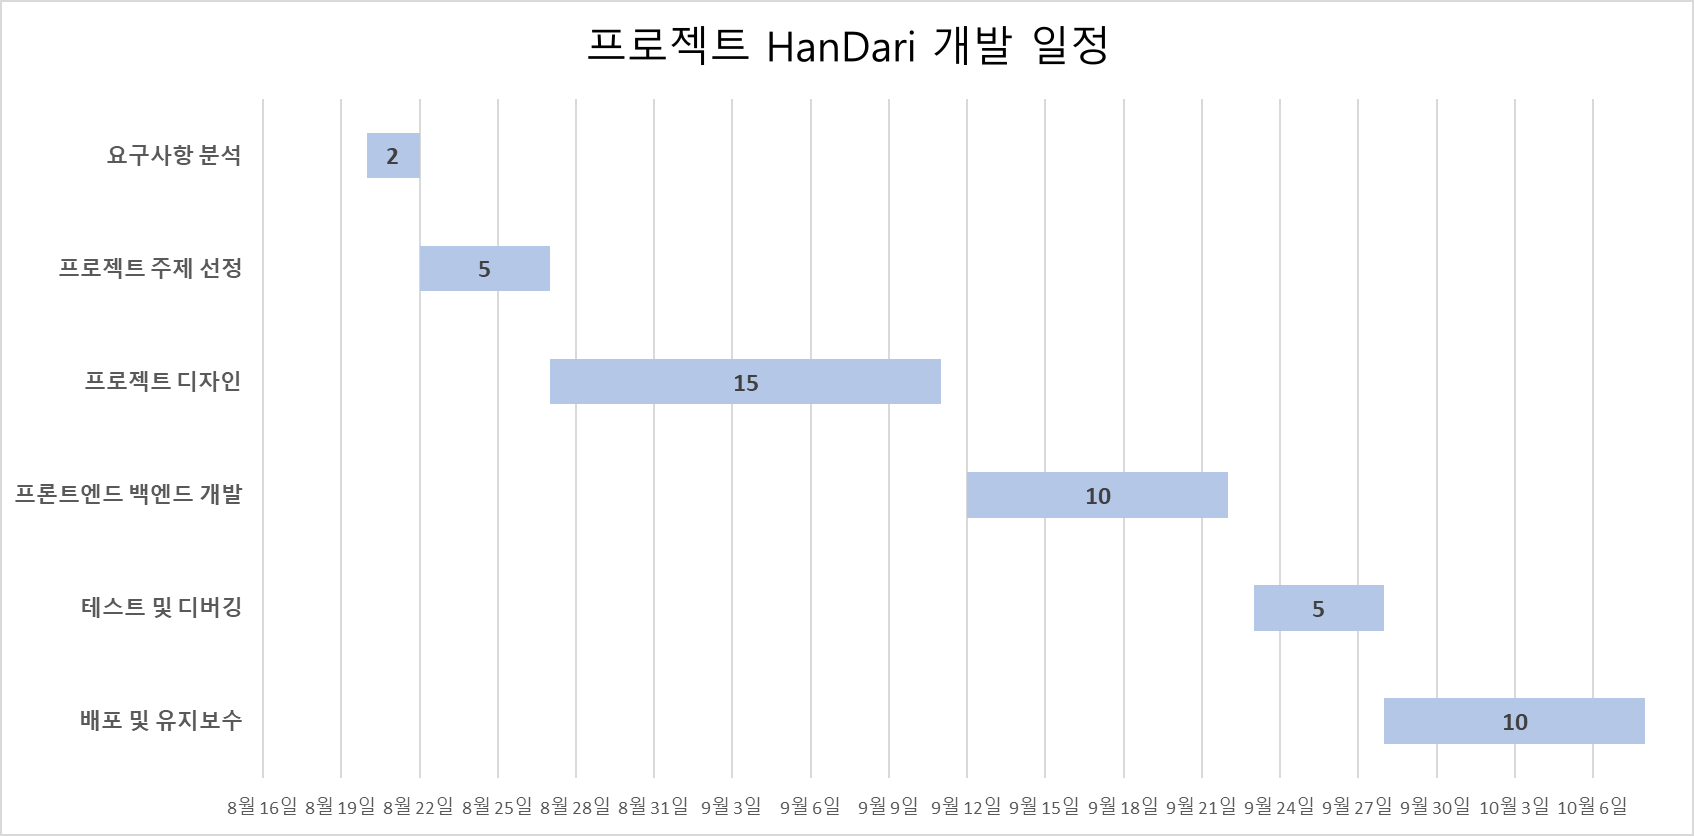 프로젝트 HanDari 개발 일정
요구사항 분석
2
프로젝트 주제 선정
5
프로젝트 디자인
15
프론트엔드 백엔드 개발
10
테스트 및 디버깅
5
배포 및 유지보수
10
8월 16일 8월 19일 8월 22일 8월 25일 8월 28일 8월 31일 9월 3일 9월 6일 9월 9일 9월 12일 9월 15일 9월 18일 9월 21일 9월 24일 9월 27일 9월 30일 10월 3일 10월 6일